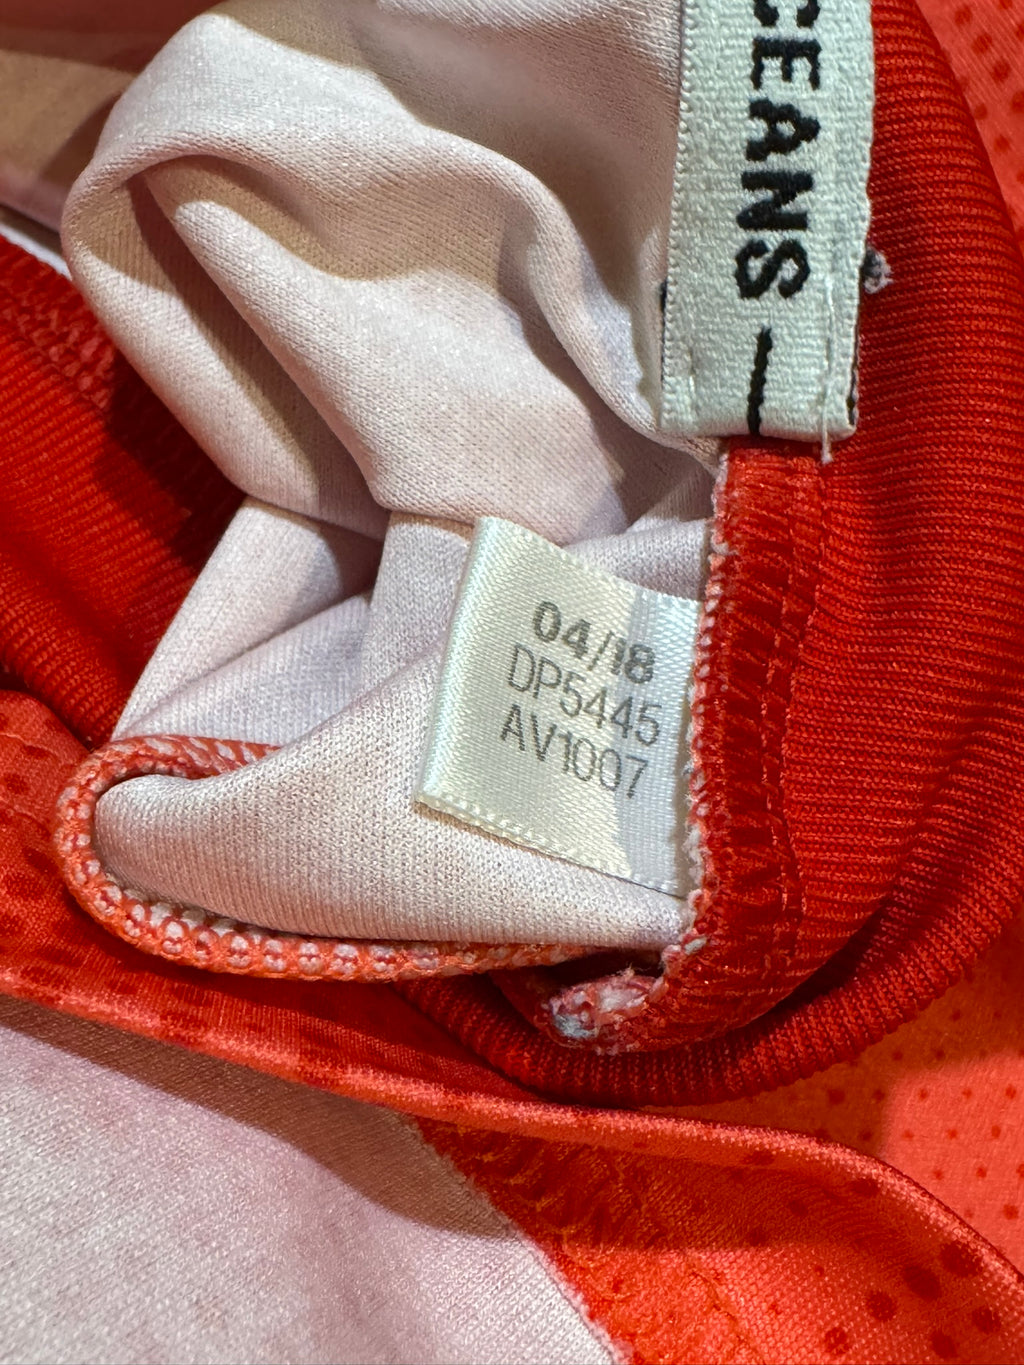 CEANS —
04/18
DP5445
AV1007